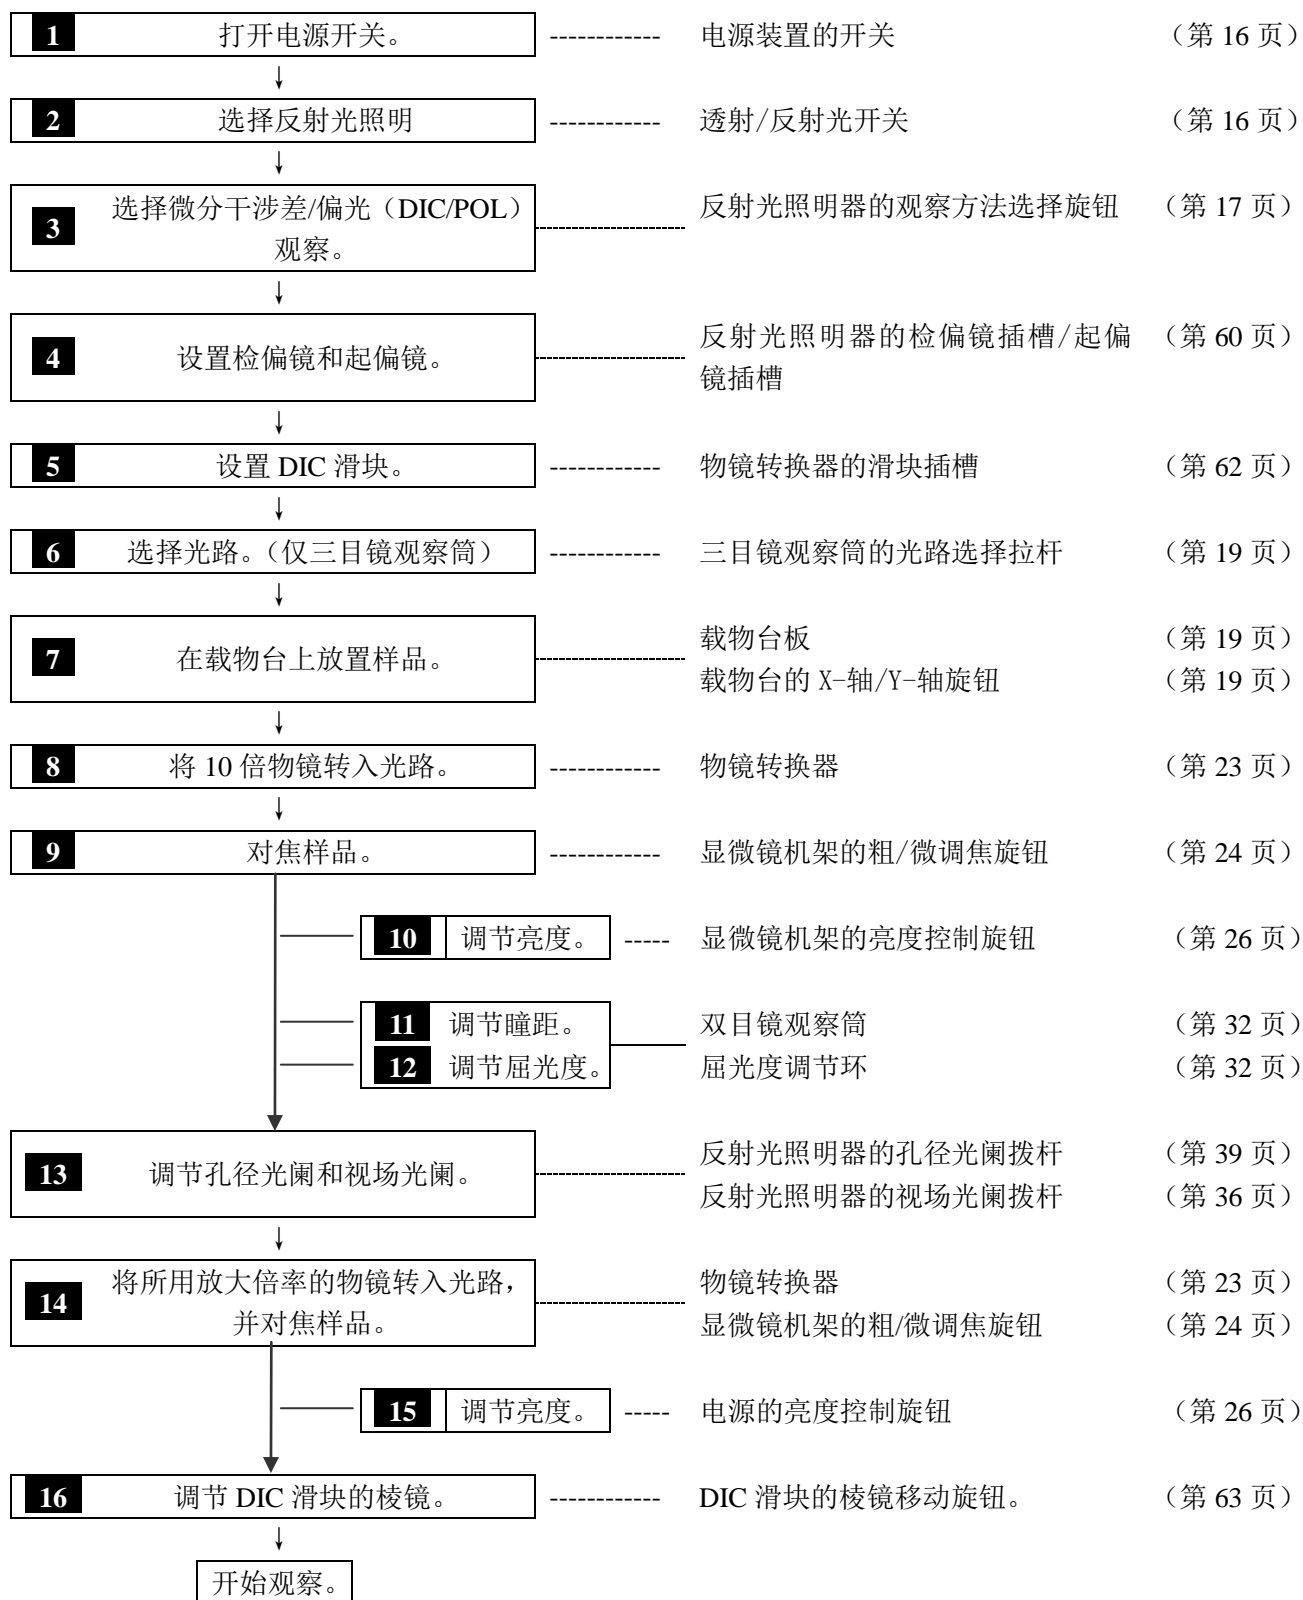 1 打开电源开关。 ------------ 电源装置的开关 （第 16 页）
↓
2 选择反射光照明 ------------ 透射/反射光开关 （第 16 页）
↓
3 选择微分干涉差/偏光（DIC/POL） 反射光照明器的观察方法选择旋钮 （第 17 页）
观察。
↓
4 设置检偏镜和起偏镜。 反射光照明器的检偏镜插槽/起偏 （第 60 页）
镜插槽
↓
5 设置 DIC 滑块。 ------------ 物镜转换器的滑块插槽 （第 62 页）
↓
6 选择光路。（仅三目镜观察筒） ------------ 三目镜观察筒的光路选择拉杆 （第 19 页）
↓
7 在载物台上放置样品。 载物台板 （第 19 页）
载物台的 X-轴/Y-轴旋钮 （第 19 页）
↓
8 将 10 倍物镜转入光路。 ------------ 物镜转换器 （第 23 页）
↓
9 对焦样品。 ------------ 显微镜机架的粗/微调焦旋钮 （第 24 页）
10 调节亮度。 ----- 显微镜机架的亮度控制旋钮 （第 26 页）
11 调节瞳距。 双目镜观察筒 （第 32 页）
12 调节屈光度。 屈光度调节环 （第 32 页）
13 调节孔径光阑和视场光阑。 反射光照明器的孔径光阑拨杆 （第 39 页）
反射光照明器的视场光阑拨杆 （第 36 页）
↓
14 将所用放大倍率的物镜转入光路， 物镜转换器 （第 23 页）
并对焦样品。 显微镜机架的粗/微调焦旋钮 （第 24 页）
15 调节亮度。 ----- 电源的亮度控制旋钮 （第 26 页）
16 调节 DIC 滑块的棱镜。 ------------ DIC 滑块的棱镜移动旋钮。 （第 63 页）
↓
开始观察。